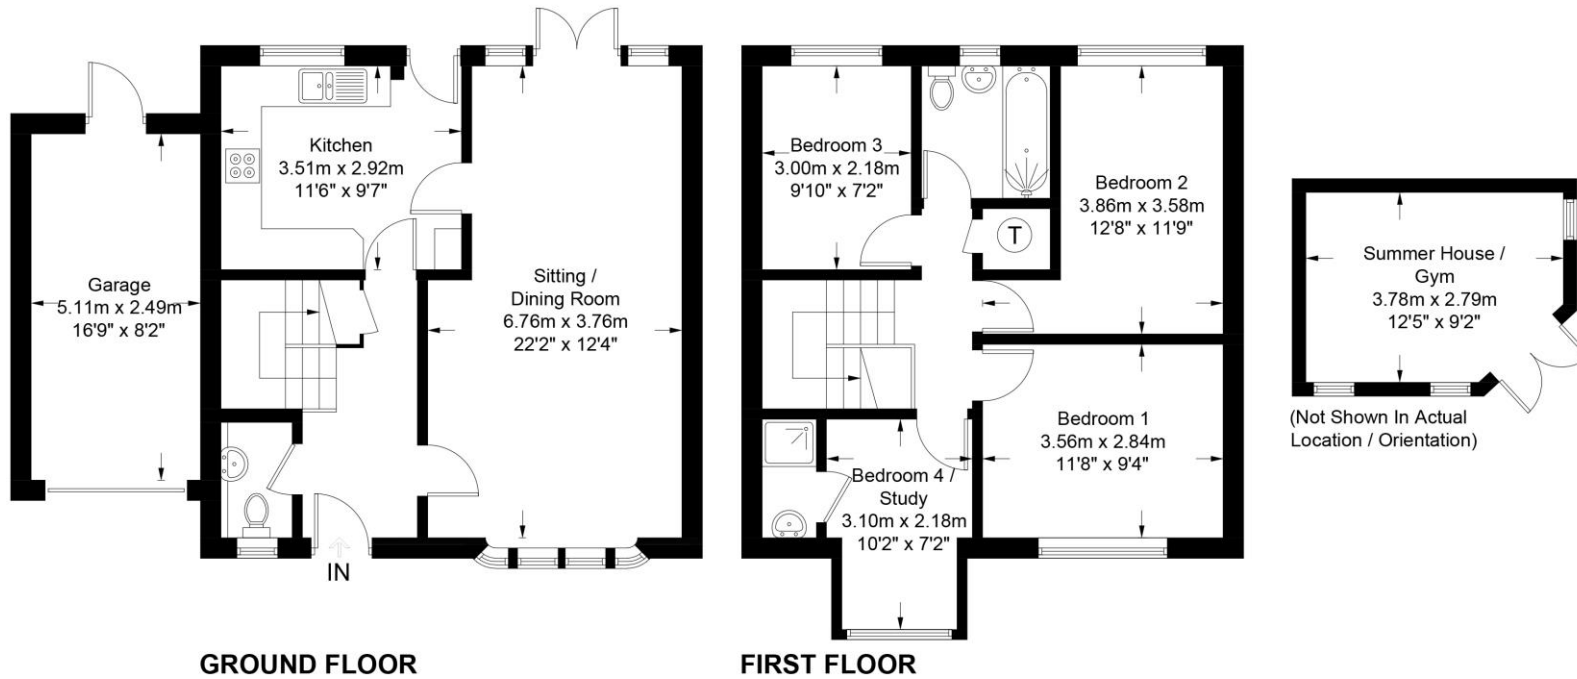 Kitchen
3.51m x 2.92m
11'6" x 9'7"
Garage
5.11m x 2.49m
16'9" x 8'2"
Sitting /
Dining Room
6.76m x 3.76m
22'2" x 12'4"
IN
GROUND FLOOR
Bedroom 3
3.00m x 2.18m
9'10" x 7'2"
Bedroom 2
3.86m x 3.58m
12'8" x 11'9"
T
Bedroom 1
3.56m x 2.84m
11'8" x 9'4"
Bedroom 4 /
Study
3.10m x 2.18m
10'2" x 7'2"
FIRST FLOOR
Summer House /
Gym
3.78m x 2.79m
12'5" x 9'2"
(Not Shown In Actual
Location / Orientation)